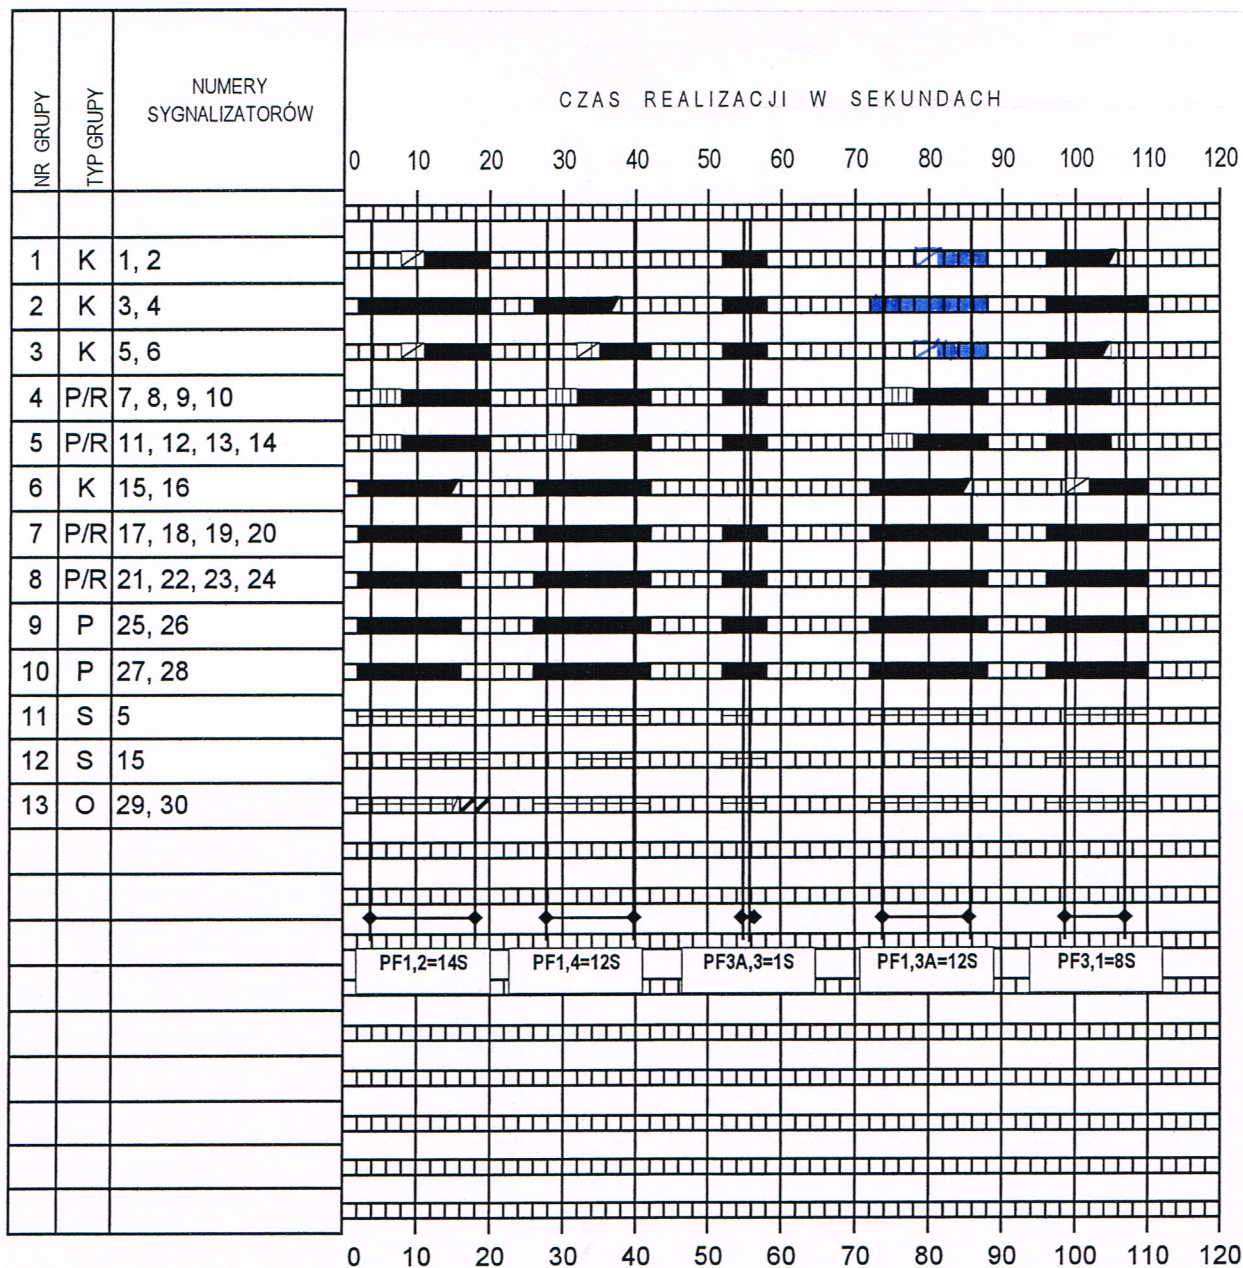 NR GRUPY
TYP GRUPY
NUMERY
SYGNALIZATORÓW
CZAS REALIZACJI W SEKUNDACH
0 10 20 30 40 50 60 70 80 90 100 110 120
1 K 1, 2
2 K 3, 4
3 K 5, 6
4 P/R 7, 8, 9, 10
5 P/R 11, 12, 13, 14
6 K 15, 16
7 P/R 17, 18, 19, 20
8 P/R 21, 22, 23, 24
9 P 25, 26
10 P 27, 28
11 S 5
12 S 15
13 O 29, 30
PF1,2=14S PF1,4=12S PF3A,3=1S PF1,3A=12S PF3,1=8S
0 10 20 30 40 50 60 70 80 90 100 110 120